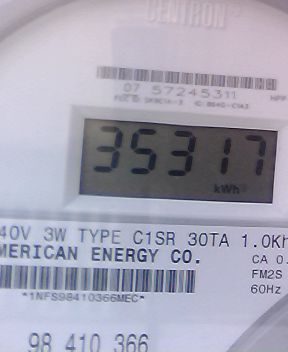 CENTRON
07 57245311
35317
kWh
40V 3W TYPE C1SR 30TA 1.0Kh
MERICAN ENERGY CO.
CA 0.
FM2S
60Hz
*1NFS98410366MEC*
98 410 366